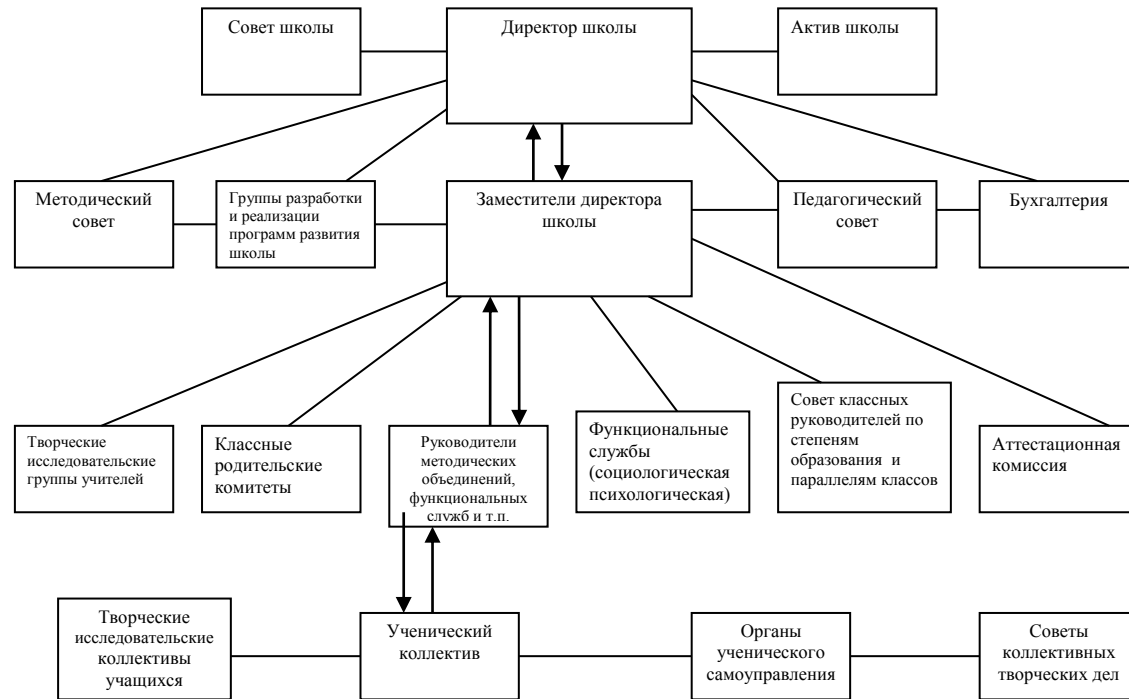 Совет школы
Директор школы
Актив школы
Методический
совет
Группы разработки
и реализации
программ развития
школы
Заместители директора
школы
Педагогический
совет
Бухгалтерия
Творческие
исследовательские
группы учителей
Классные
родительские
комитеты
Руководители
методических
объединений,
функциональных
служб и т.п.
Функциональные
службы
(социологическая
психологическая)
Совет классных
руководителей по
степеням
образования и
параллелям классов
Аттестационная
комиссия
Творческие
исследовательские
коллективы
учащихся
Ученический
коллектив
Органы
ученического
самоуправления
Советы
коллективных
творческих дел